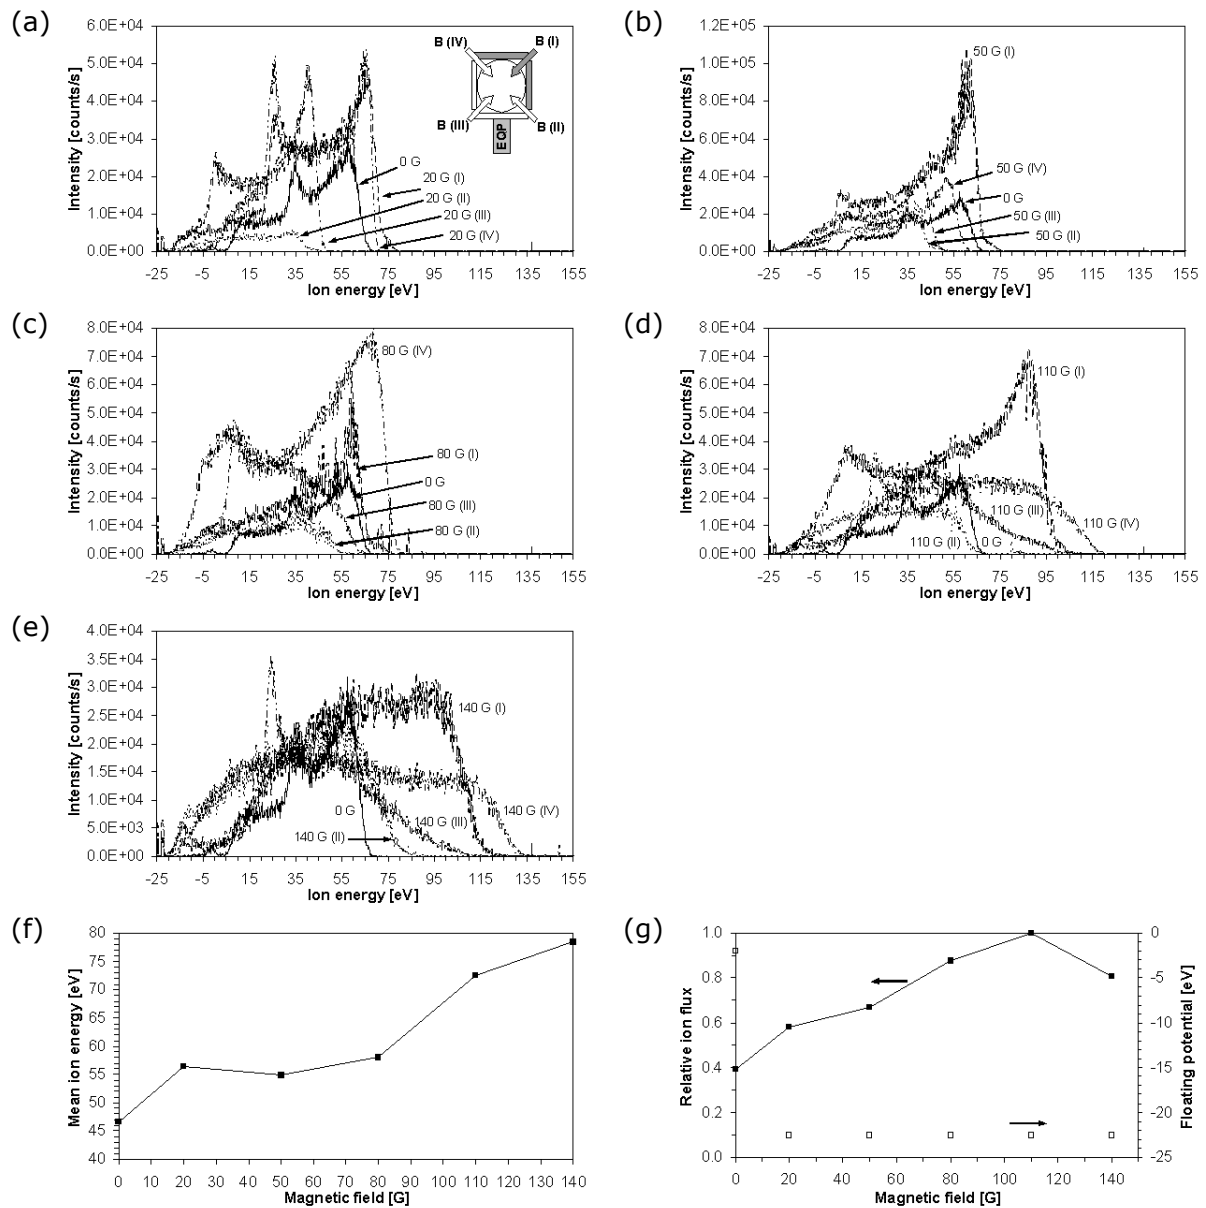 (a)
6.0E+04
5.0E+04
4.0E+04
3.0E+04
2.0E+04
1.0E+04
0.0E+00
Intensity [counts/s]
-25 -5 15 35 55 75 95 115 135 155
Ion energy [eV]
B (IV) B (I)
B (III) B (II)
EQP
0 G
20 G (I)
20 G (II)
20 G (III)
20 G (IV)
(b)
1.2E+05
1.0E+05
8.0E+04
6.0E+04
4.0E+04
2.0E+04
0.0E+00
Intensity [counts/s]
-25 -5 15 35 55 75 95 115 135 155
Ion energy [eV]
50 G (I)
50 G (IV)
0 G
50 G (III)
50 G (II)
(c)
8.0E+04
7.0E+04
6.0E+04
5.0E+04
4.0E+04
3.0E+04
2.0E+04
1.0E+04
0.0E+00
Intensity [counts/s]
-25 -5 15 35 55 75 95 115 135 155
Ion energy [eV]
80 G (IV)
80 G (I)
0 G
80 G (III)
80 G (II)
(d)
8.0E+04
7.0E+04
6.0E+04
5.0E+04
4.0E+04
3.0E+04
2.0E+04
1.0E+04
0.0E+00
Intensity [counts/s]
-25 -5 15 35 55 75 95 115 135 155
Ion energy [eV]
110 G (I)
110 G (III)
110 G (IV)
110 G (II)
0 G
(e)
4.0E+04
3.5E+04
3.0E+04
2.5E+04
2.0E+04
1.5E+04
1.0E+04
5.0E+03
0.0E+00
Intensity [counts/s]
-25 -5 15 35 55 75 95 115 135 155
Ion energy [eV]
140 G (I)
0 G
140 G (IV)
140 G (III)
140 G (II)
(f)
80
75
70
65
60
55
50
45
40
Mean ion energy [eV]
0 20 40 60 80 100 120 140
Magnetic field [G]
(g)
1.0
0.8
0.6
0.4
0.2
0.0
Relative ion flux
0
-5
-10
-15
-20
-25
Floating potential [eV]
0 20 40 60 80 100 120 140
Magnetic field [G]